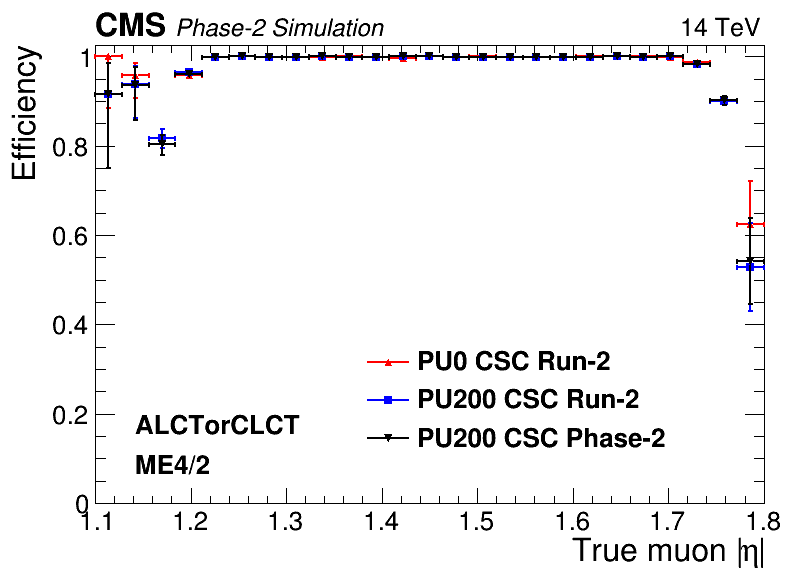 CMS Phase-2 Simulation 14 TeV
Efficiency
1
0.8
0.6
0.4
0.2
0
PU0 CSC Run-2
PU200 CSC Run-2
PU200 CSC Phase-2
ALCTorCLCT
ME4/2
1.1 1.2 1.3 1.4 1.5 1.6 1.7 1.8
True muon |η|